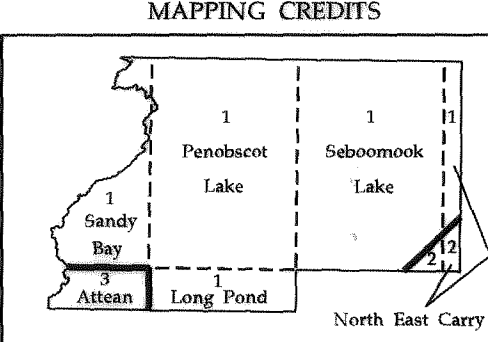 MAPPING CREDITS
1
1
1
Penobscot
Seboomook
Lake
Lake
1
Sandy
Bay
2
2
3
1
Attean
Long Pond
North East Carry